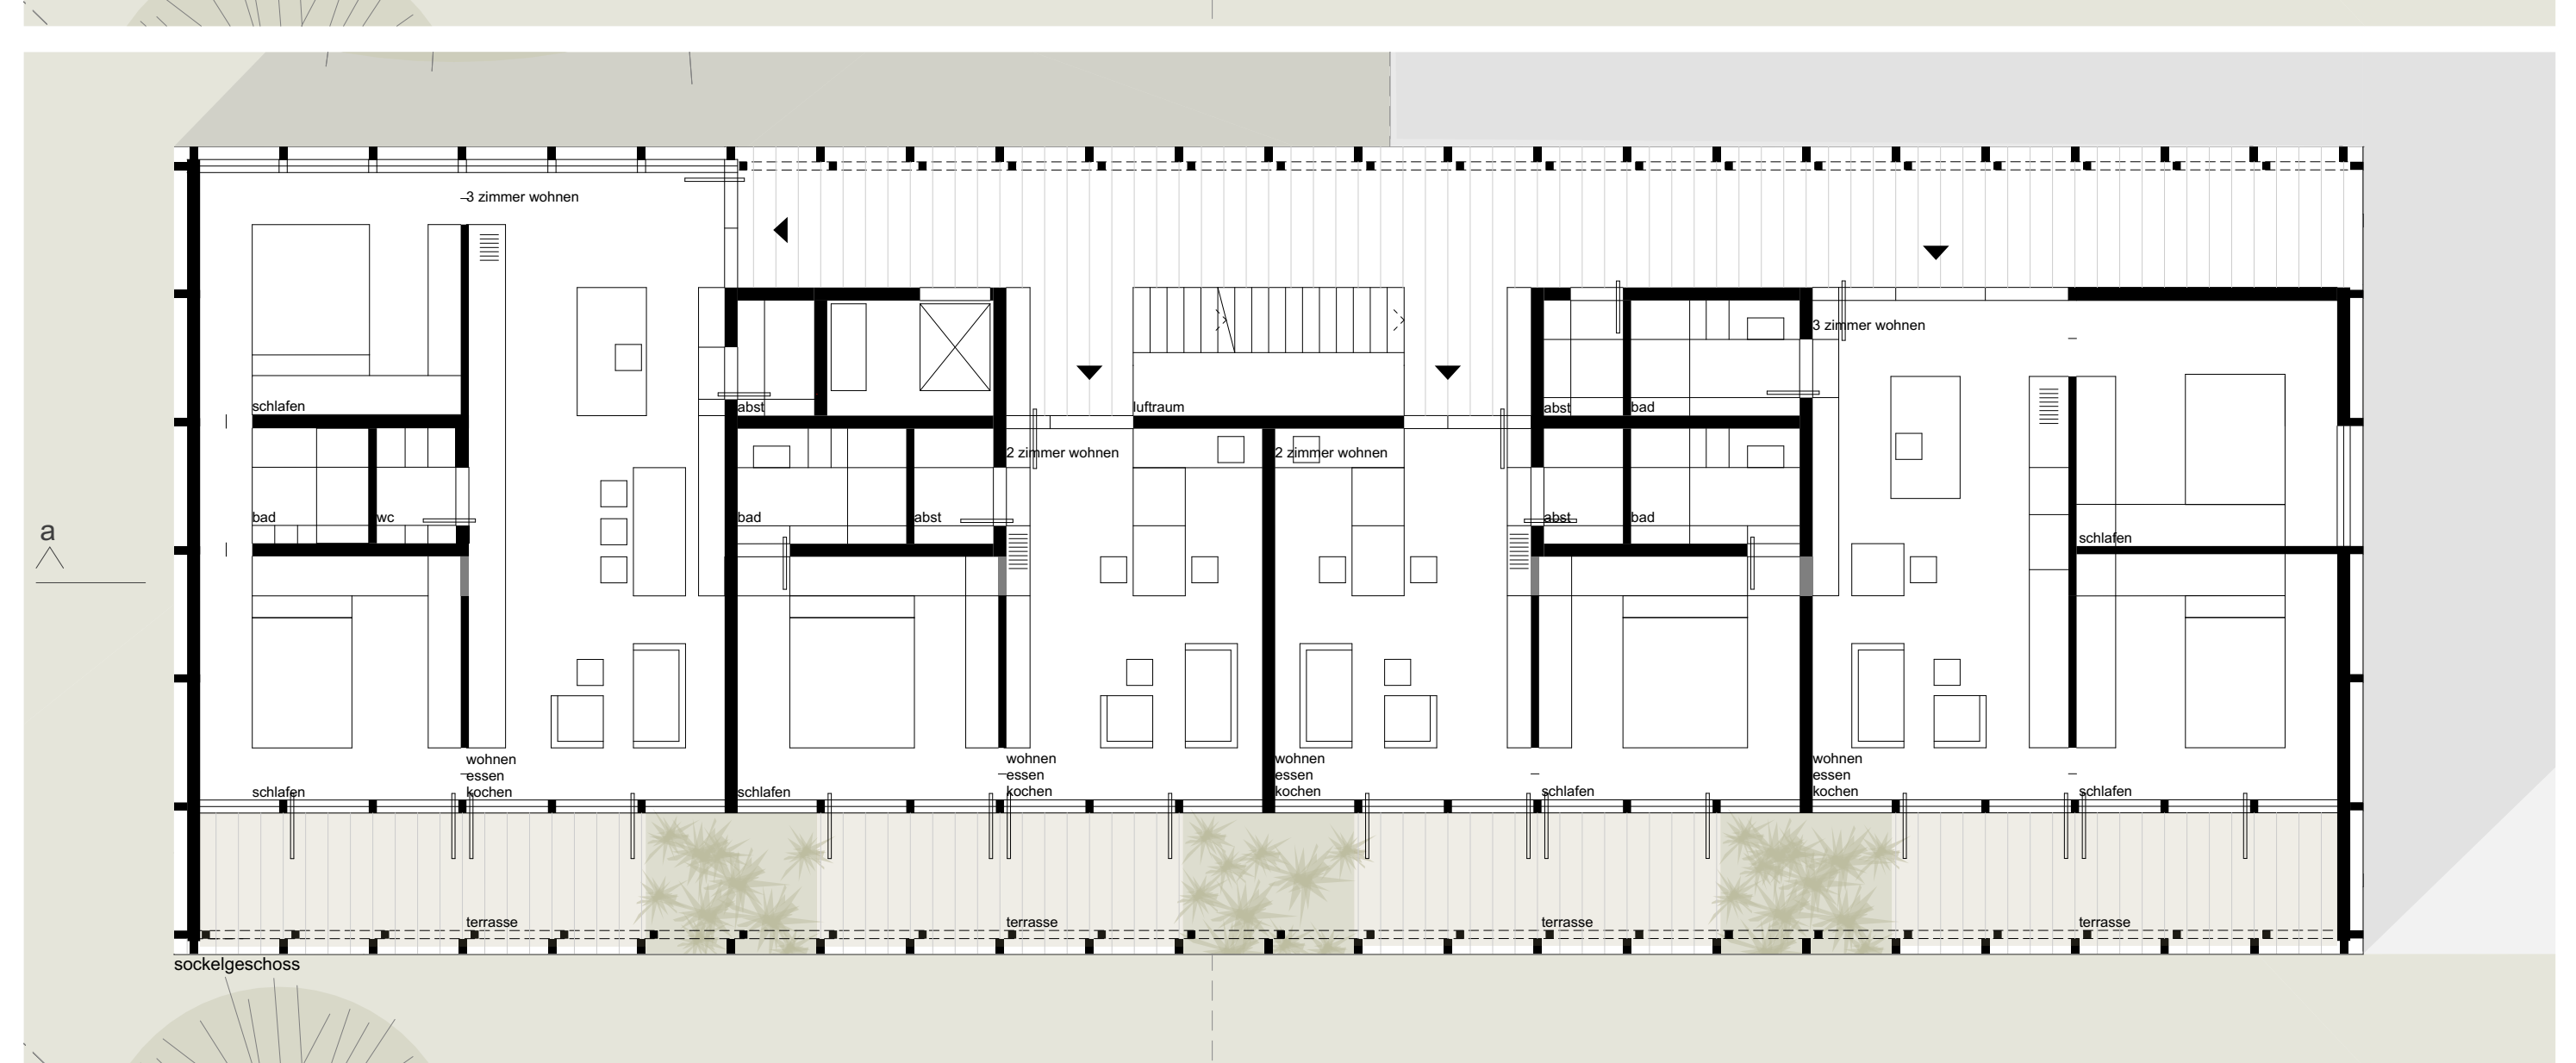 3 zimmer wohnen
3 zimmer wohnen
schlafen
abst
luftraum
abst
bad
2 zimmer wohnen
2 zimmer wohnen
bad
wc
bad
abst
abst
bad
a
schlafen
wohnen
essen
kochen
wohnen
essen
kochen
wohnen
essen
kochen
wohnen
essen
kochen
schlafen
schlafen
schlafen
schlafen
terrasse
terrasse
terrasse
terrasse
sockelgeschoss